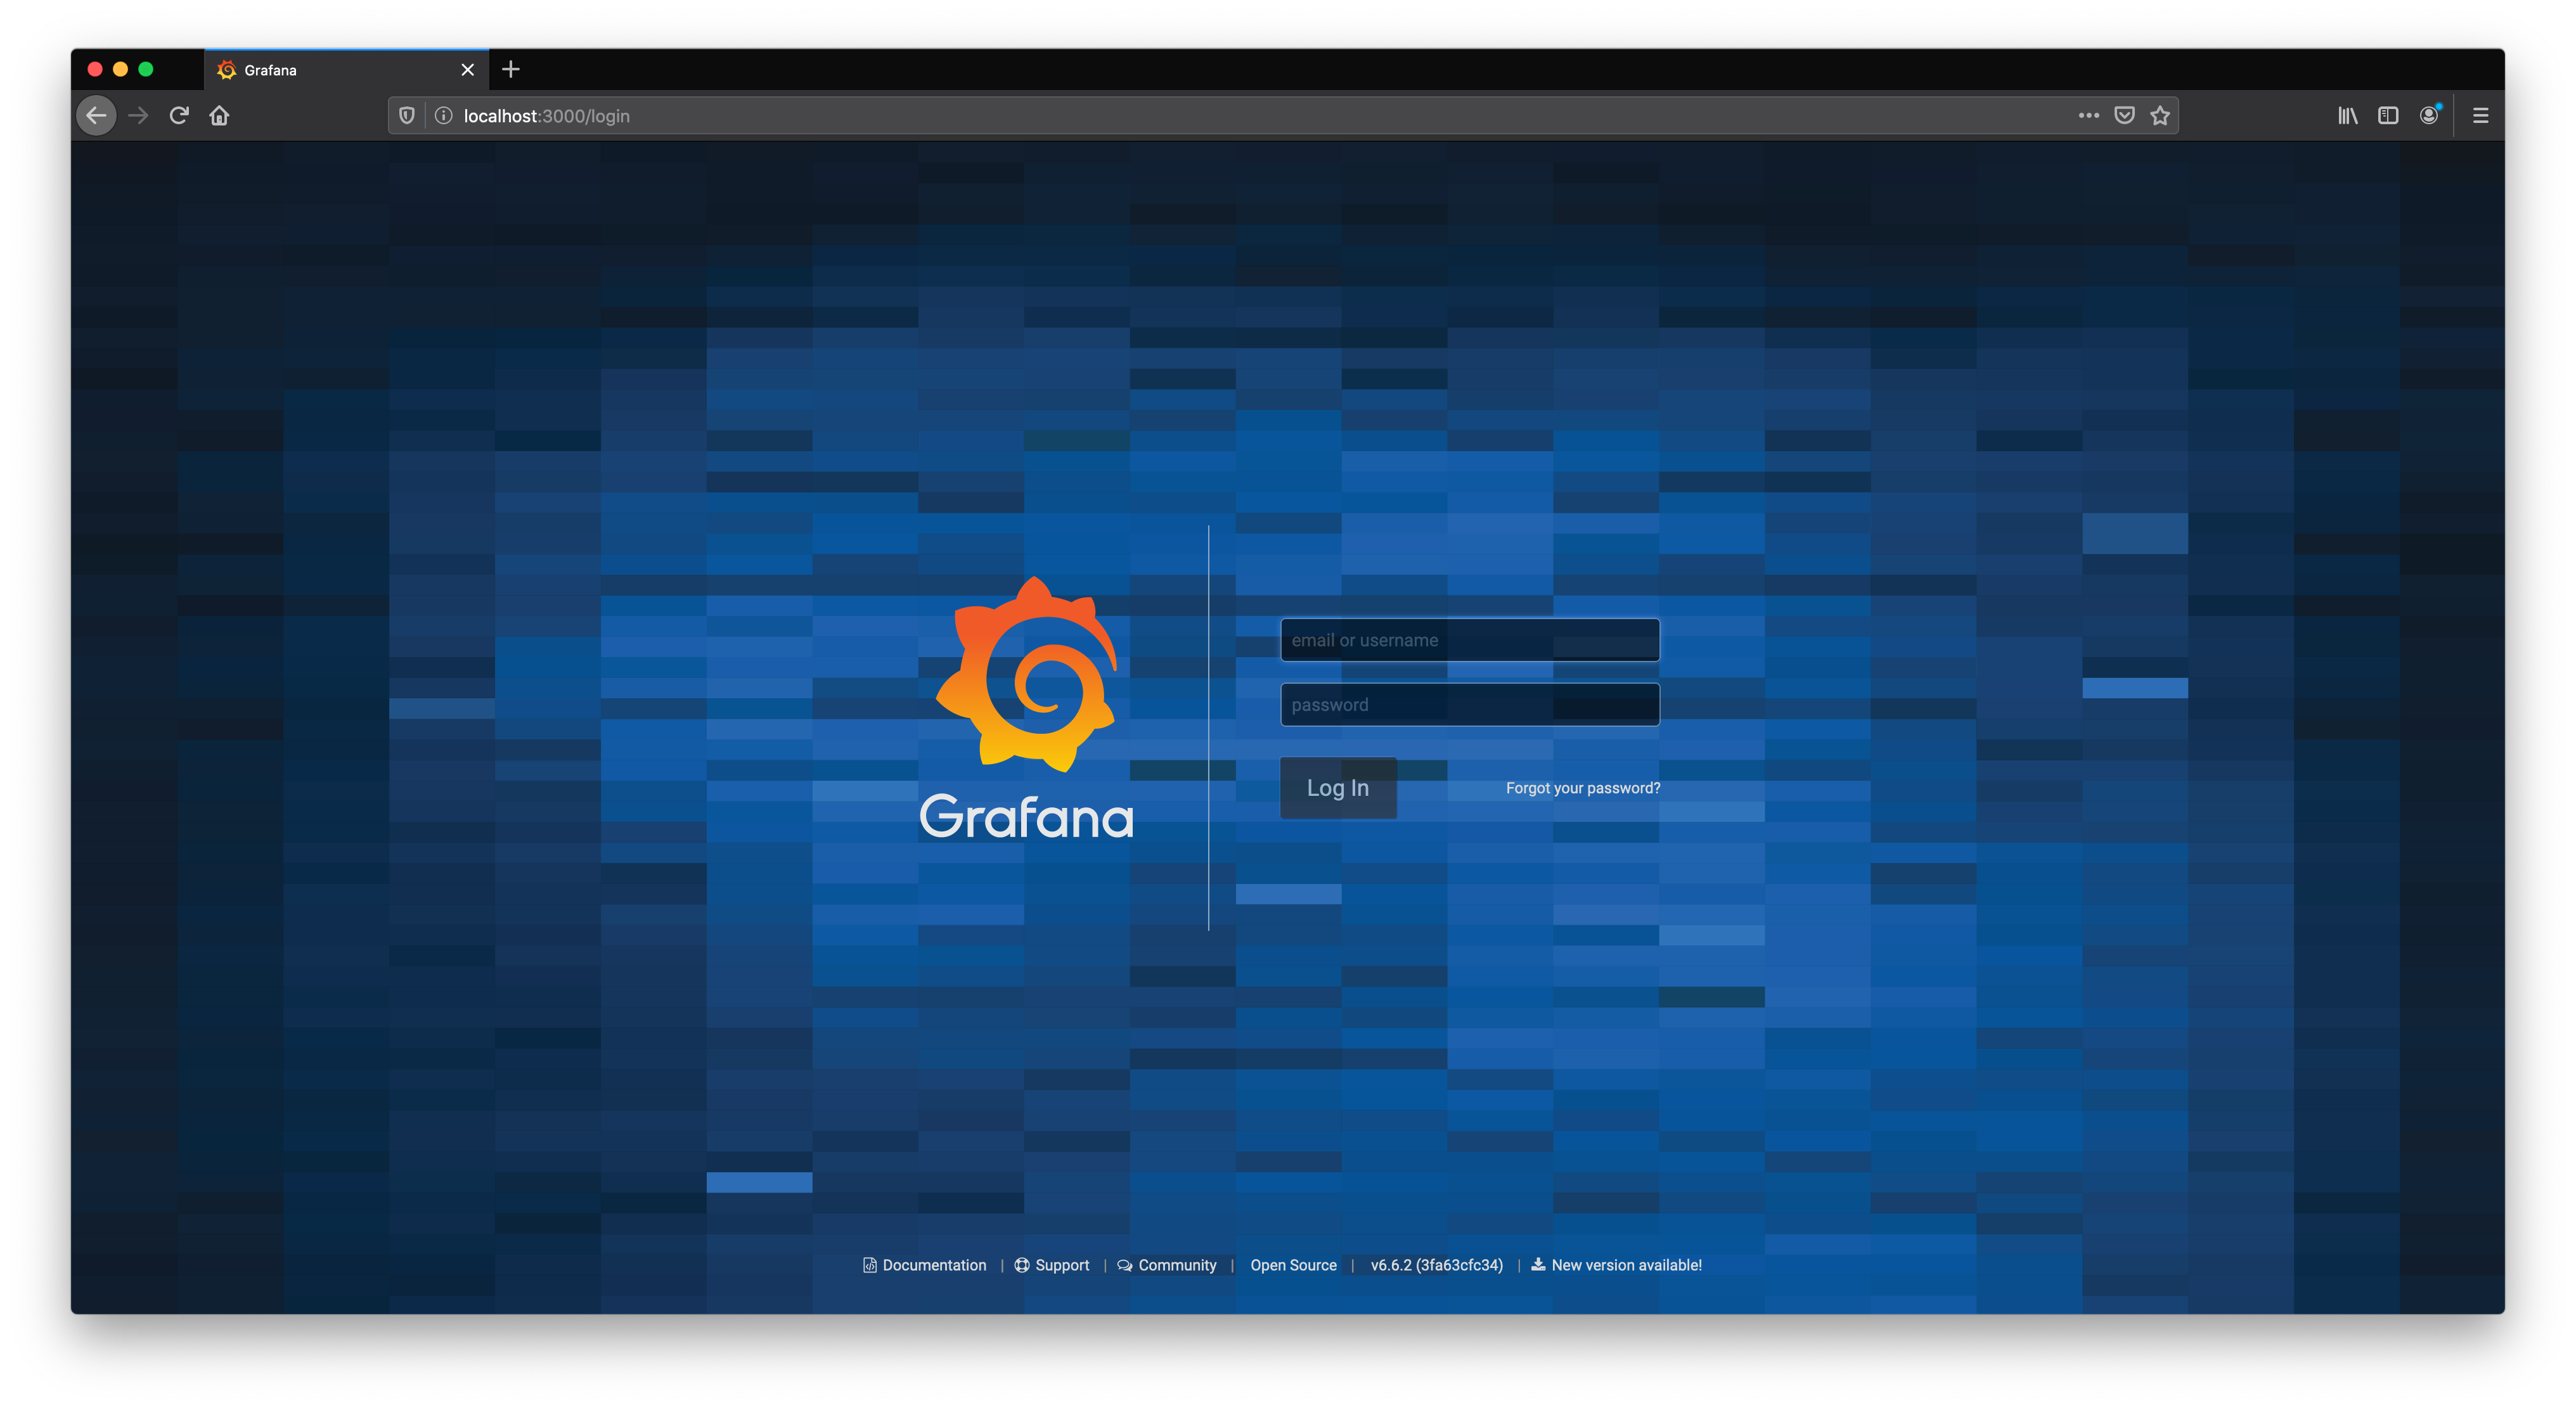 Grafana
localhost:3000/login
email or username
password
Log In
Forgot your password?
Grafana
Documentation | Support | Community | Open Source | v6.6.2 (3fa63cfc34) | New version available!